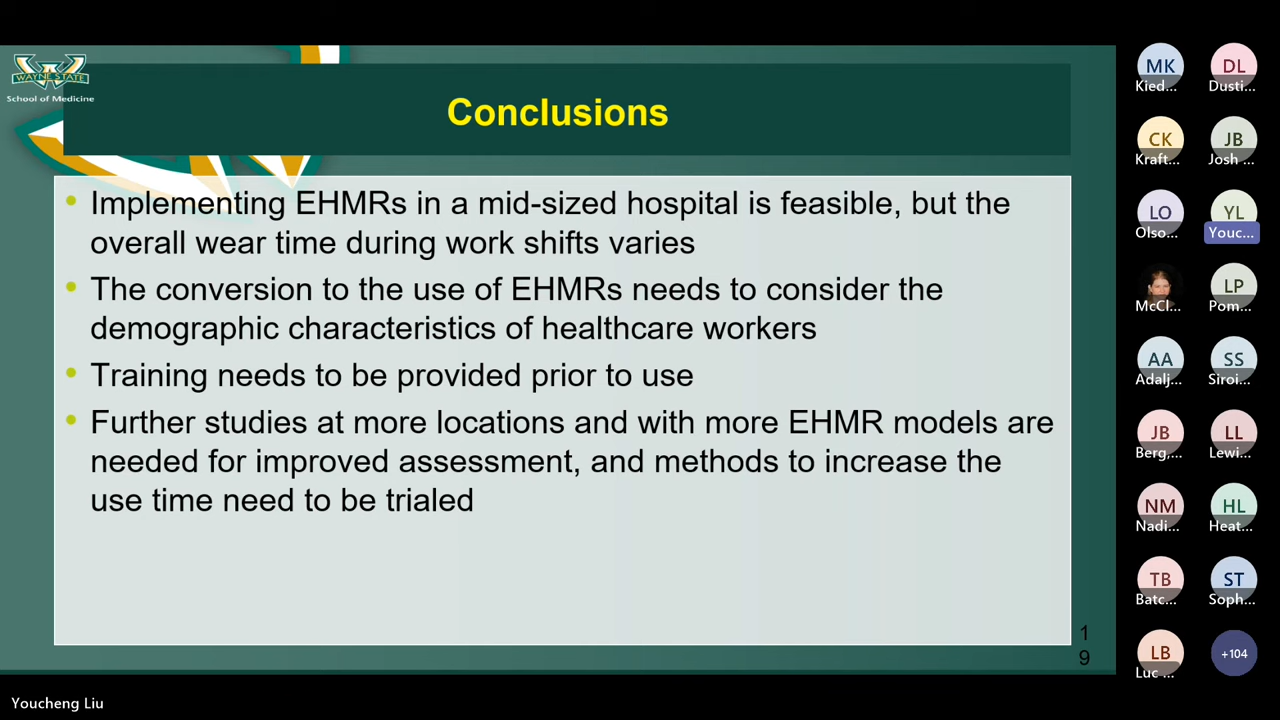 WAYNE STATE
School of Medicine
Conclusions
• Implementing EHMRs in a mid-sized hospital is feasible, but the
overall wear time during work shifts varies
• The conversion to the use of EHMRs needs to consider the
demographic characteristics of healthcare workers
• Training needs to be provided prior to use
• Further studies at more locations and with more EHMR models are
needed for improved assessment, and methods to increase the
use time need to be trialed
1
9
Youcheng Liu
MK
Kied...
DL
Dusti...
CK
Kraft...
JB
Josh ...
LO
Olso...
YL
Youc...
McCl...
LP
Pom...
AA
Adalj...
SS
Siroi...
JB
Berg,...
LL
Lewi...
NM
Nadi...
HL
Heat...
TB
Batc...
ST
Soph...
LB
Luc ...
+104